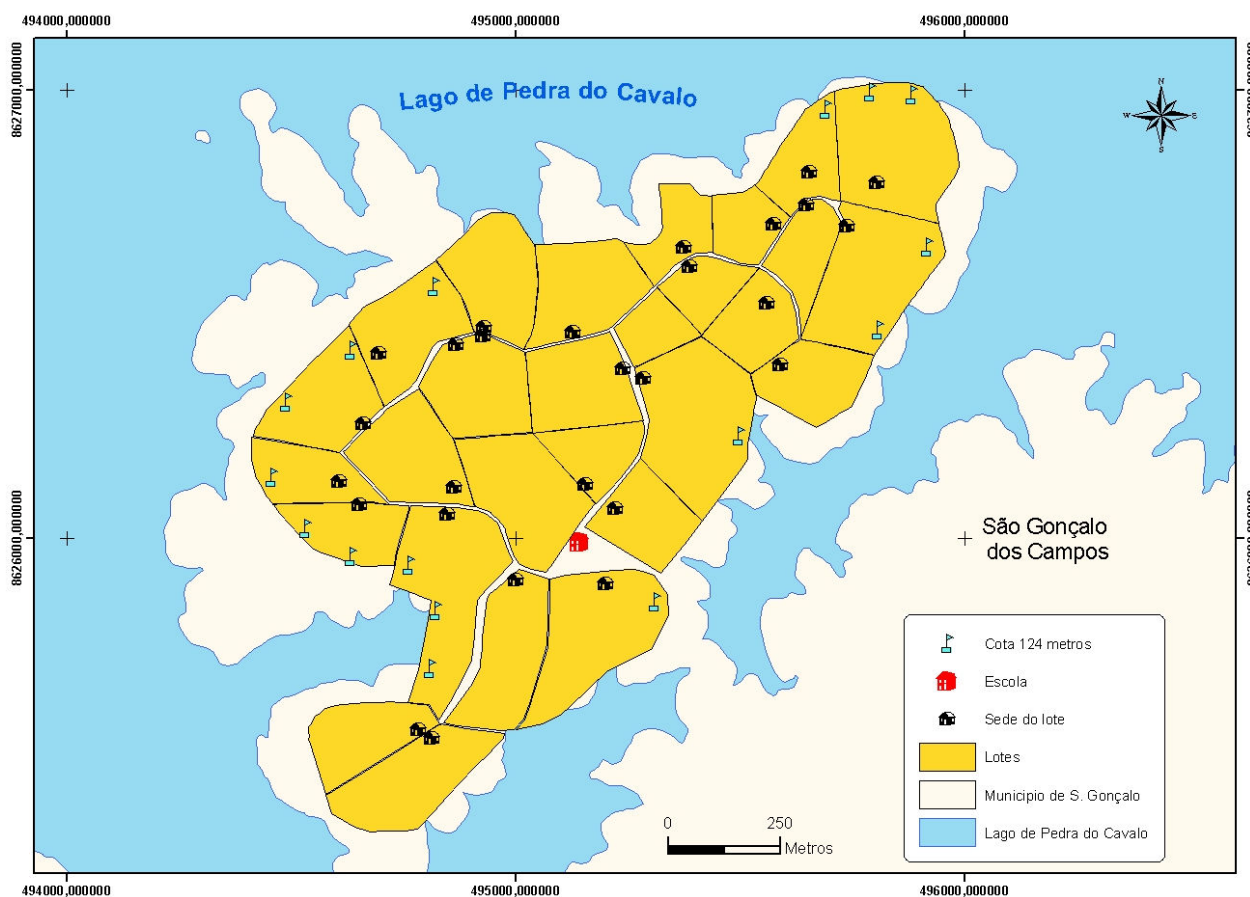 494000,000000
495000,000000
496000,000000
8627000,000000
Lago de Pedra do Cavalo
N
W
E
S
8626000,000000
São Gonçalo
dos Campos
Cota 124 metros
Escola
Sede do lote
Lotes
Municipio de S. Gonçalo
Lago de Pedra do Cavalo
0
250
Metros
494000,000000
495000,000000
496000,000000